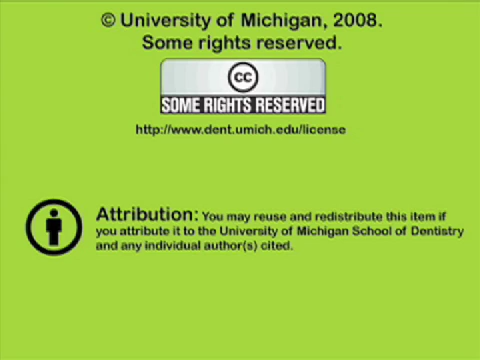 © University of Michigan, 2008.
Some rights reserved.
cc
SOME RIGHTS RESERVED
http://www.dent.umich.edu/license
Attribution: You may reuse and redistribute this item if
you attribute it to the University of Michigan School of Dentistry
and any individual author(s) cited.